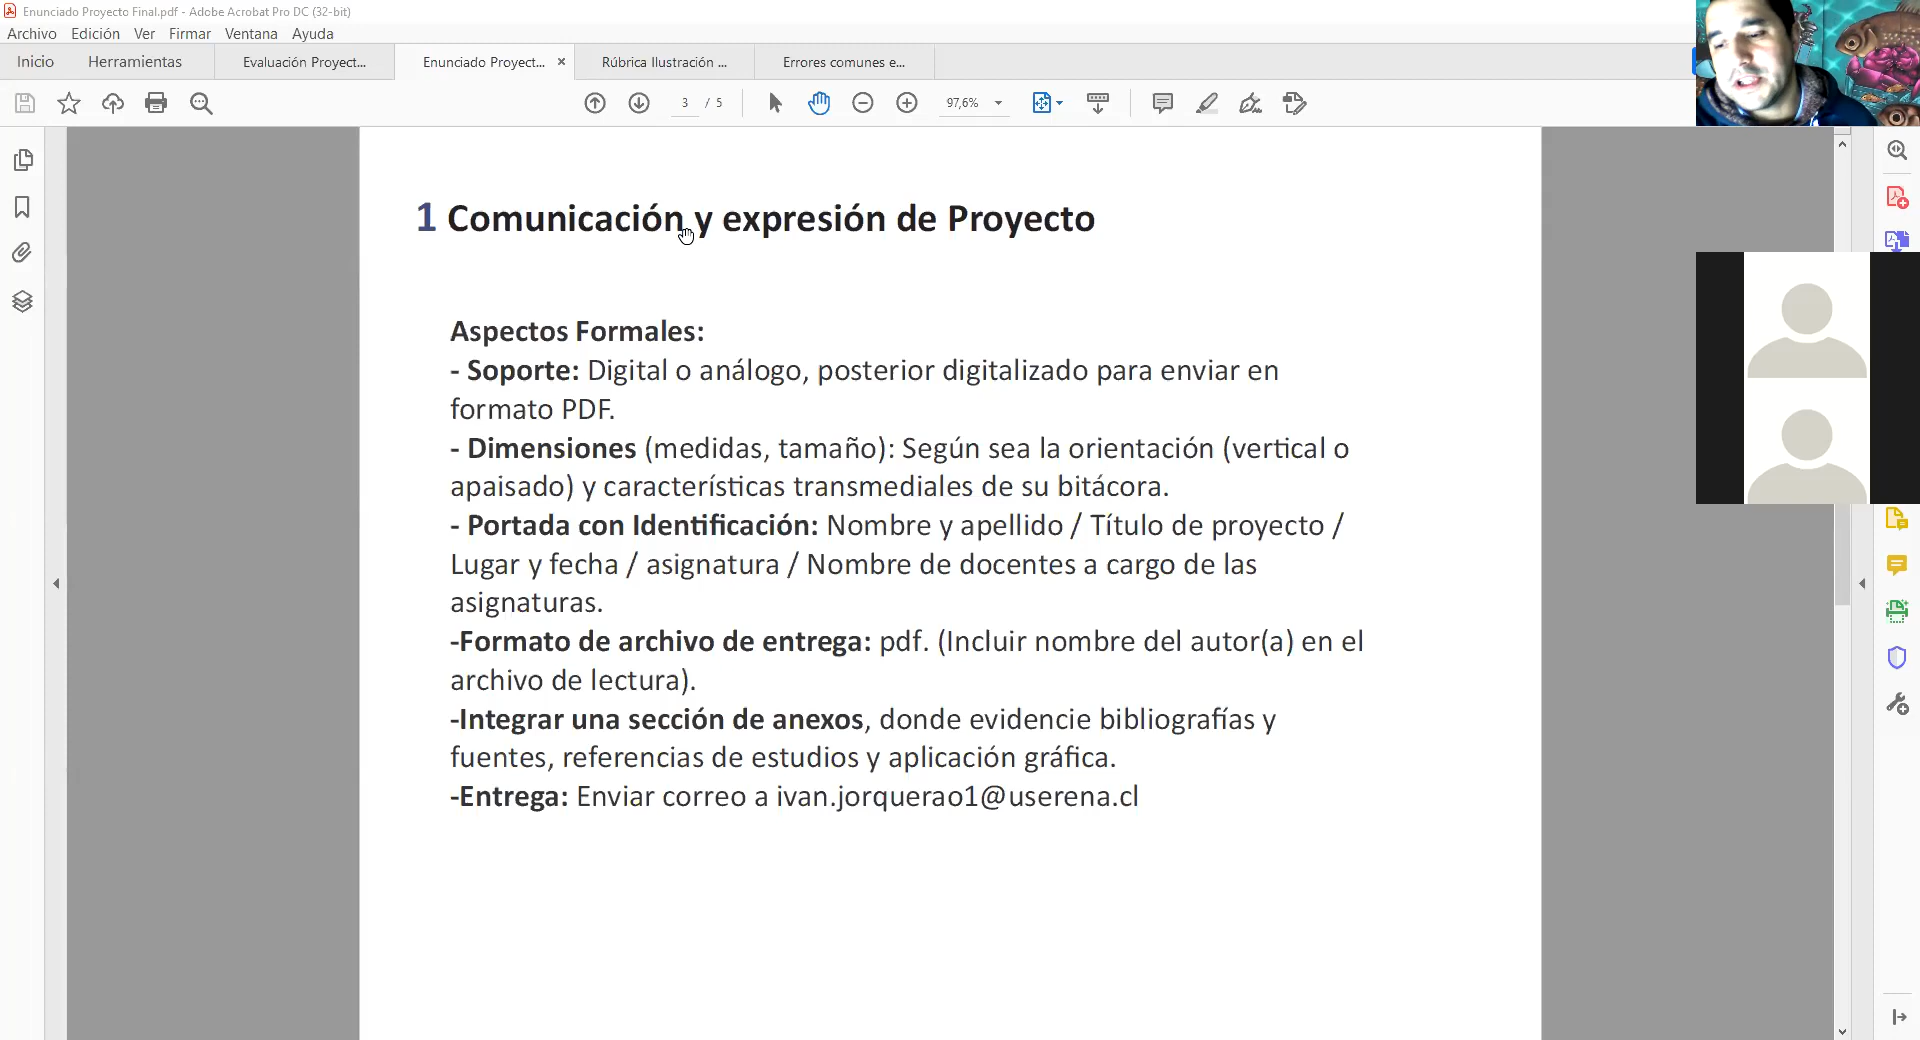 Enunciado Proyecto Final.pdf - Adobe Acrobat Pro DC (32-bit)
Archivo Edición Ver Firmar Ventana Ayuda
Inicio Herramientas Evaluación Proyect... Enunciado Proyect... × Rúbrica Ilustración ... Errores comunes e...
3 / 5 97,6%
1 Comunicación y expresión de Proyecto
Aspectos Formales:
- Soporte: Digital o análogo, posterior digitalizado para enviar en
formato PDF.
- Dimensiones (medidas, tamaño): Según sea la orientación (vertical o
apaisado) y características transmediales de su bitácora.
- Portada con Identificación: Nombre y apellido / Título de proyecto /
Lugar y fecha / asignatura / Nombre de docentes a cargo de las
asignaturas.
-Formato de archivo de entrega: pdf. (Incluir nombre del autor(a) en el
archivo de lectura).
-Integrar una sección de anexos, donde evidencie bibliografías y
fuentes, referencias de estudios y aplicación gráfica.
-Entrega: Enviar correo a ivan.jorquerao1@userena.cl